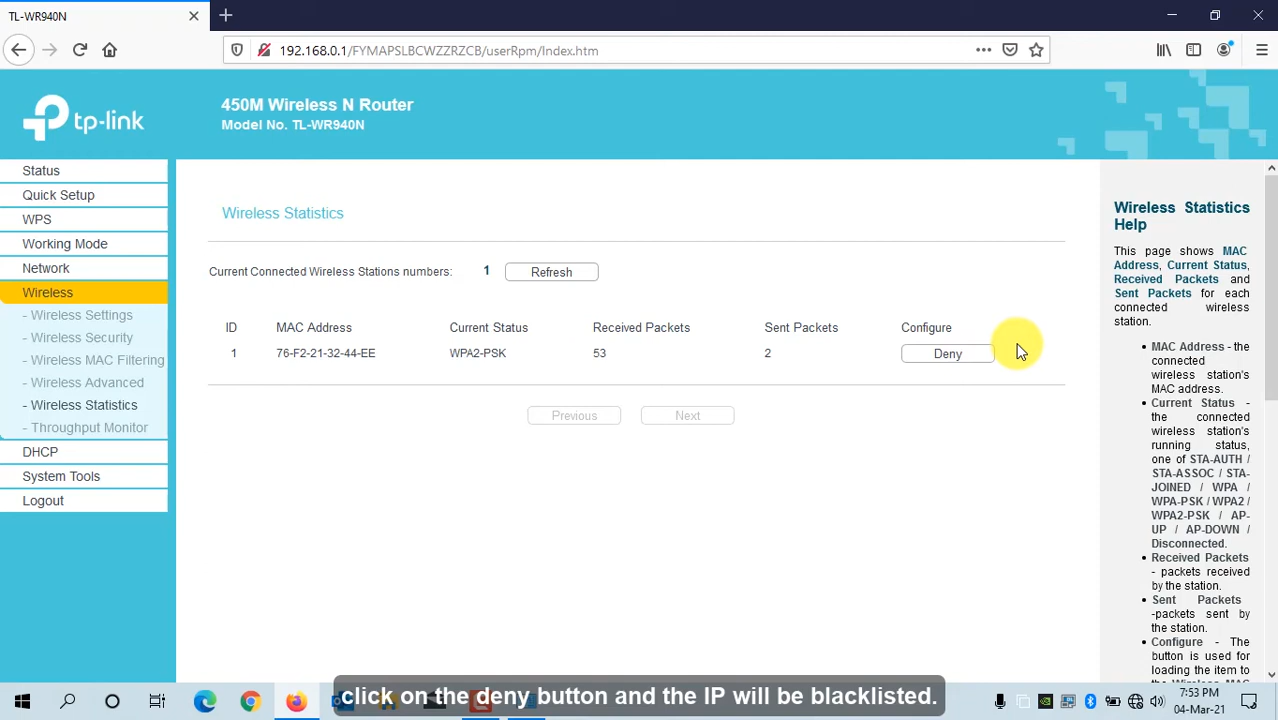 TL-WR940N
192.168.0.1/FYMAPSLBCWZZRZCB/userRpm/Index.htm
tp-link
450M Wireless N Router
Model No. TL-WR940N
Status
Quick Setup
WPS
Working Mode
Network
Wireless
- Wireless Settings
- Wireless Security
- Wireless MAC Filtering
- Wireless Advanced
- Wireless Statistics
- Throughput Monitor
DHCP
System Tools
Logout
Wireless Statistics
Current Connected Wireless Stations numbers: 1 Refresh
ID MAC Address Current Status Received Packets Sent Packets Configure
1 76-F2-21-32-44-EE WPA2-PSK 53 2 Deny
Previous Next
Wireless Statistics
Help
This page shows MAC
Address, Current Status,
Received Packets and
Sent Packets for each
connected wireless
station.
• MAC Address - the
connected
wireless station's
MAC address.
• Current Status -
the connected
wireless station's
running status,
one of STA-AUTH /
STA-ASSOC / STA-
JOINED / WPA /
WPA-PSK / WPA2 /
WPA2-PSK / AP-
UP / AP-DOWN /
Disconnected.
• Received Packets
- packets received
by the station.
• Sent Packets
-packets sent by
the station.
• Configure - The
button is used for
loading the item to
click on the deny button and the IP will be blacklisted.
7:53 PM
04-Mar-21